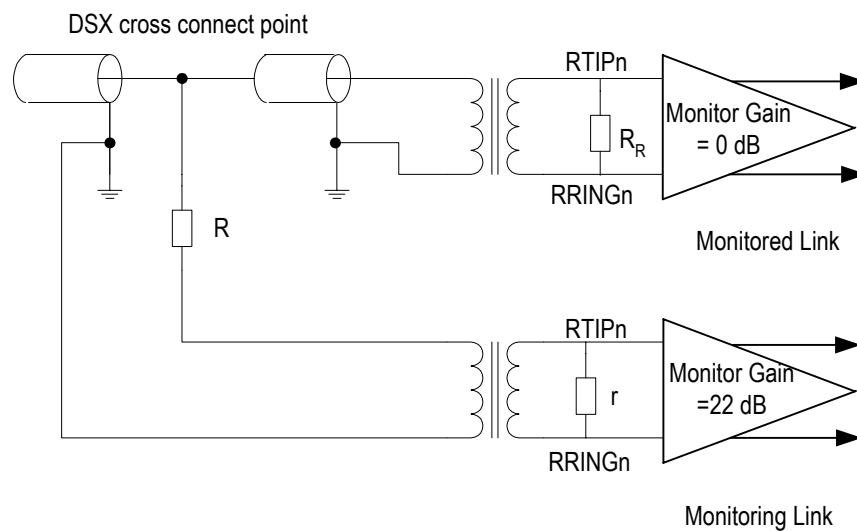 DSX cross connect point
RTIPn
Monitor Gain
= 0 dB
R_R
RRINGn
R
Monitored Link
RTIPn
Monitor Gain
=22 dB
r
RRINGn
Monitoring Link